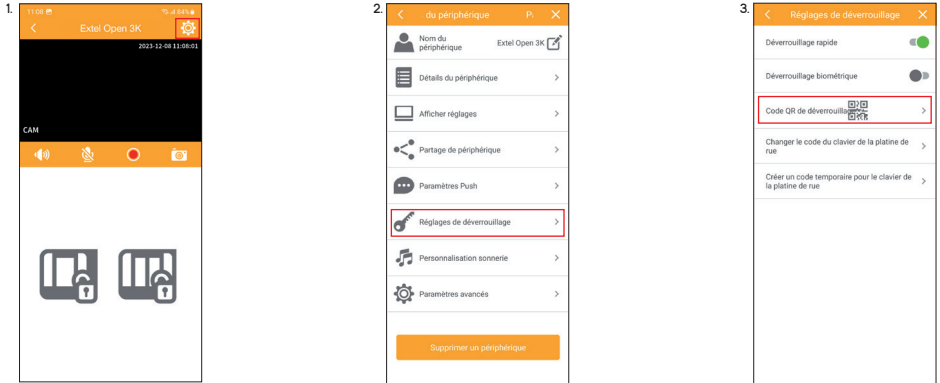 1.
11:08
84%
Extel Open 3K
2023-12-08 11:08:01
CAM
2.
du périphérique
P
Nom du
périphérique
Extel Open 3K
Détails du périphérique
Afficher réglages
Partage de périphérique
Paramètres Push
Réglages de déverrouillage
Personnalisation sonnerie
Paramètres avancés
Supprimer un périphérique
3.
Réglages de déverrouillage
Déverrouillage rapide
Déverrouillage biométrique
Code QR de déverrouilla
Changer le code du clavier de la platine de
rue
Créer un code temporaire pour le clavier de
la platine de rue